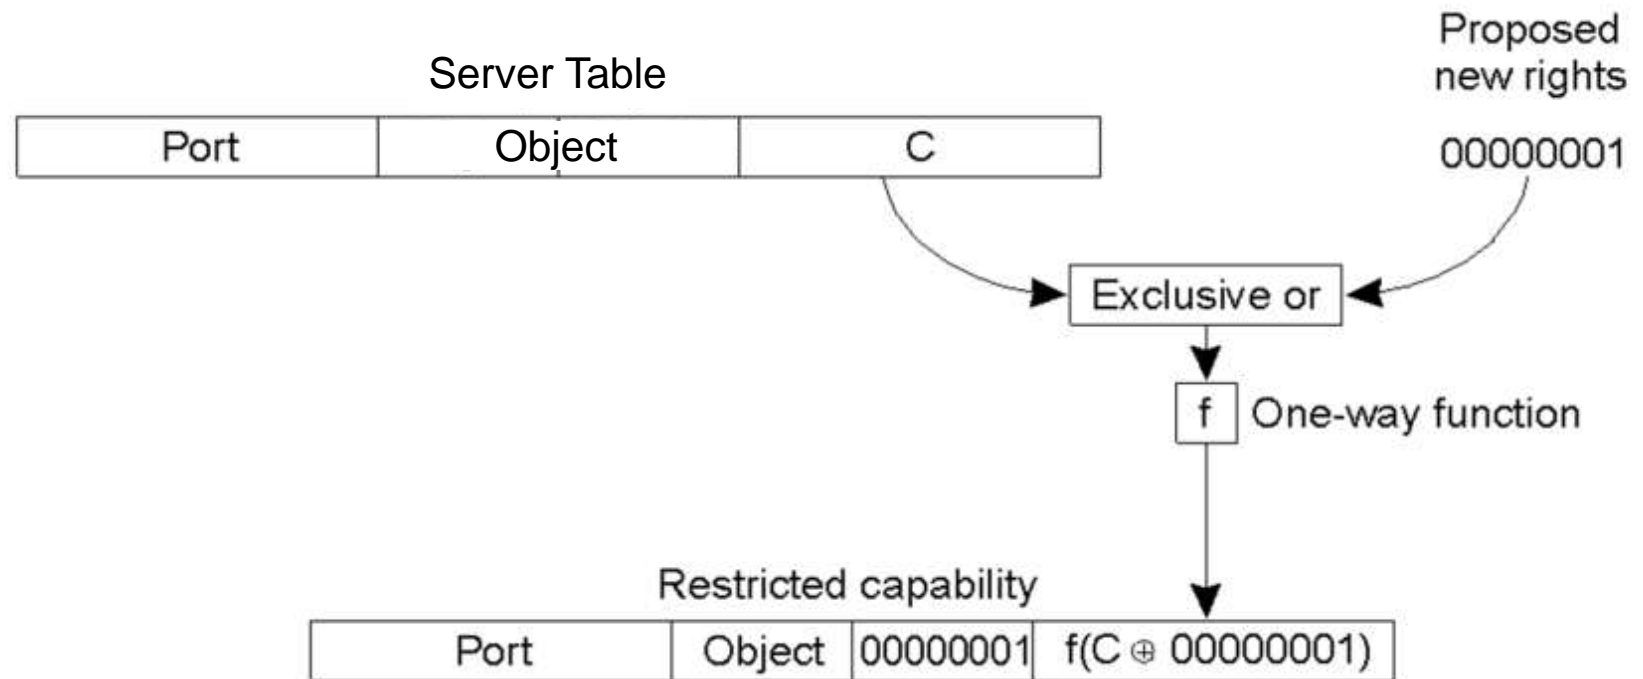 Proposed
new rights
Server Table
Port Object C
00000001
Exclusive or
f One-way function
Restricted capability
Port Object 00000001 f(C ⊕ 00000001)